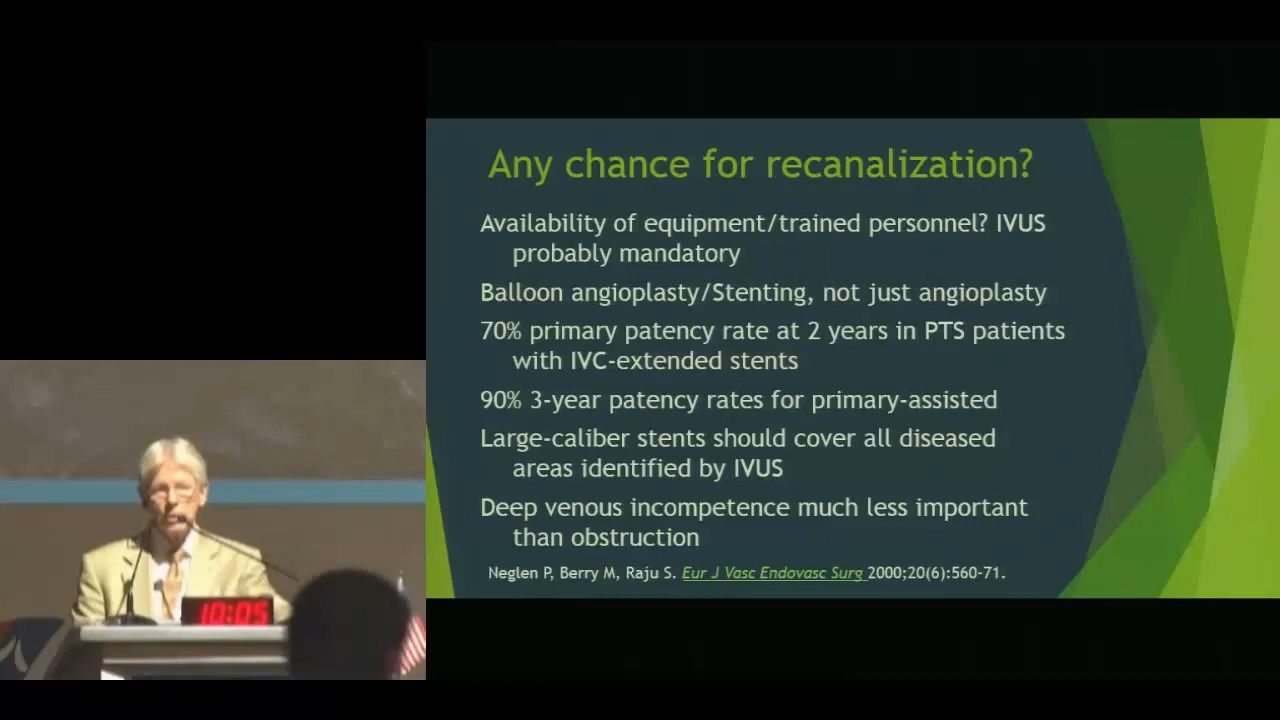 Any chance for recanalization?
Availability of equipment/trained personnel? IVUS
probably mandatory
Balloon angioplasty/Stenting, not just angioplasty
70% primary patency rate at 2 years in PTS patients
with IVC-extended stents
90% 3-year patency rates for primary-assisted
Large-caliber stents should cover all diseased
areas identified by IVUS
Deep venous incompetence much less important
than obstruction
Neglen P, Berry M, Raju S. Eur J Vasc Endovasc Surg 2000;20(6):560-71.
10:05